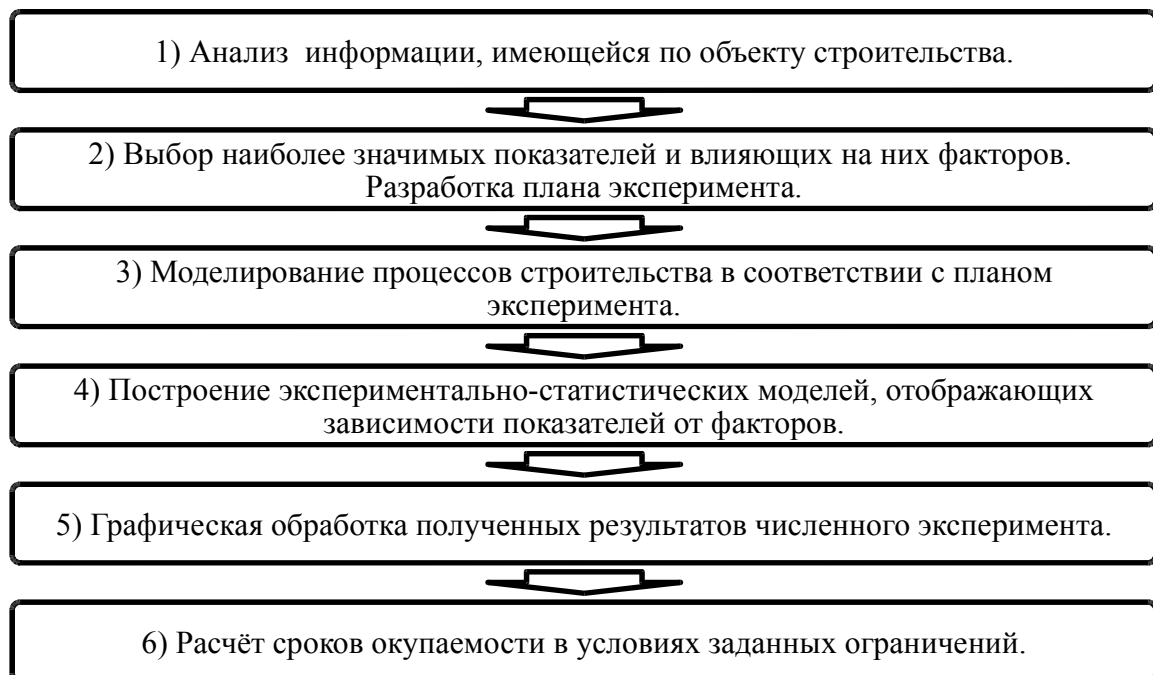 1) Анализ информации, имеющейся по объекту строительства.
2) Выбор наиболее значимых показателей и влияющих на них факторов.
Разработка плана эксперимента.
3) Моделирование процессов строительства в соответствии с планом
эксперимента.
4) Построение экспериментально-статистических моделей, отображающих
зависимости показателей от факторов.
5) Графическая обработка полученных результатов численного эксперимента.
6) Расчёт сроков окупаемости в условиях заданных ограничений.